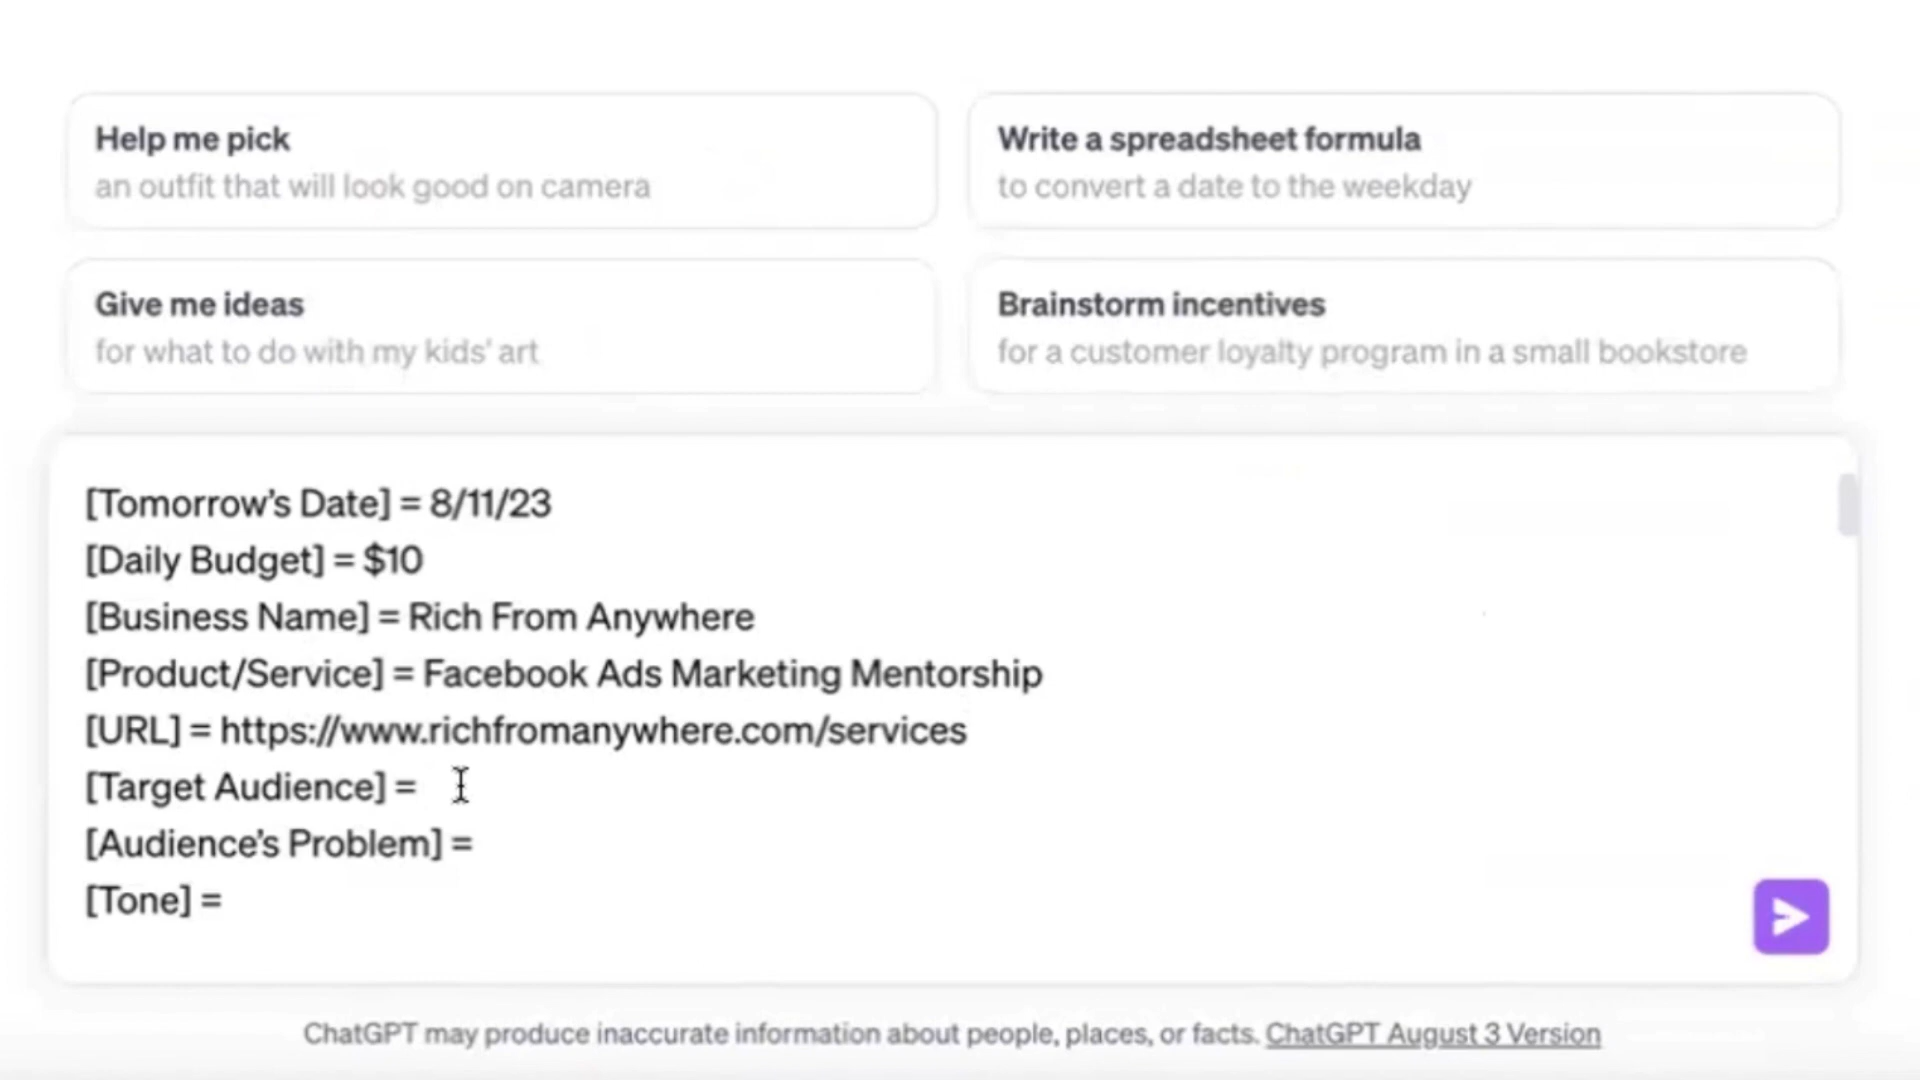 Help me pick
an outfit that will look good on camera
Write a spreadsheet formula
to convert a date to the weekday
Give me ideas
for what to do with my kids' art
Brainstorm incentives
for a customer loyalty program in a small bookstore
[Tomorrow’s Date] = 8/11/23
[Daily Budget] = $10
[Business Name] = Rich From Anywhere
[Product/Service] = Facebook Ads Marketing Mentorship
[URL] = https://www.richfromanywhere.com/services
[Target Audience] =
[Audience’s Problem] =
[Tone] =
ChatGPT may produce inaccurate information about people, places, or facts. ChatGPT August 3 Version